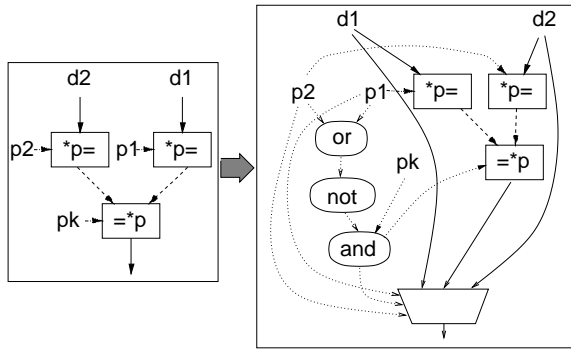 d2 d1
p2 *p= p1 *p=
pk =*p
d1 d2
p2 p1 *p= *p=
or
pk =*p
not
and